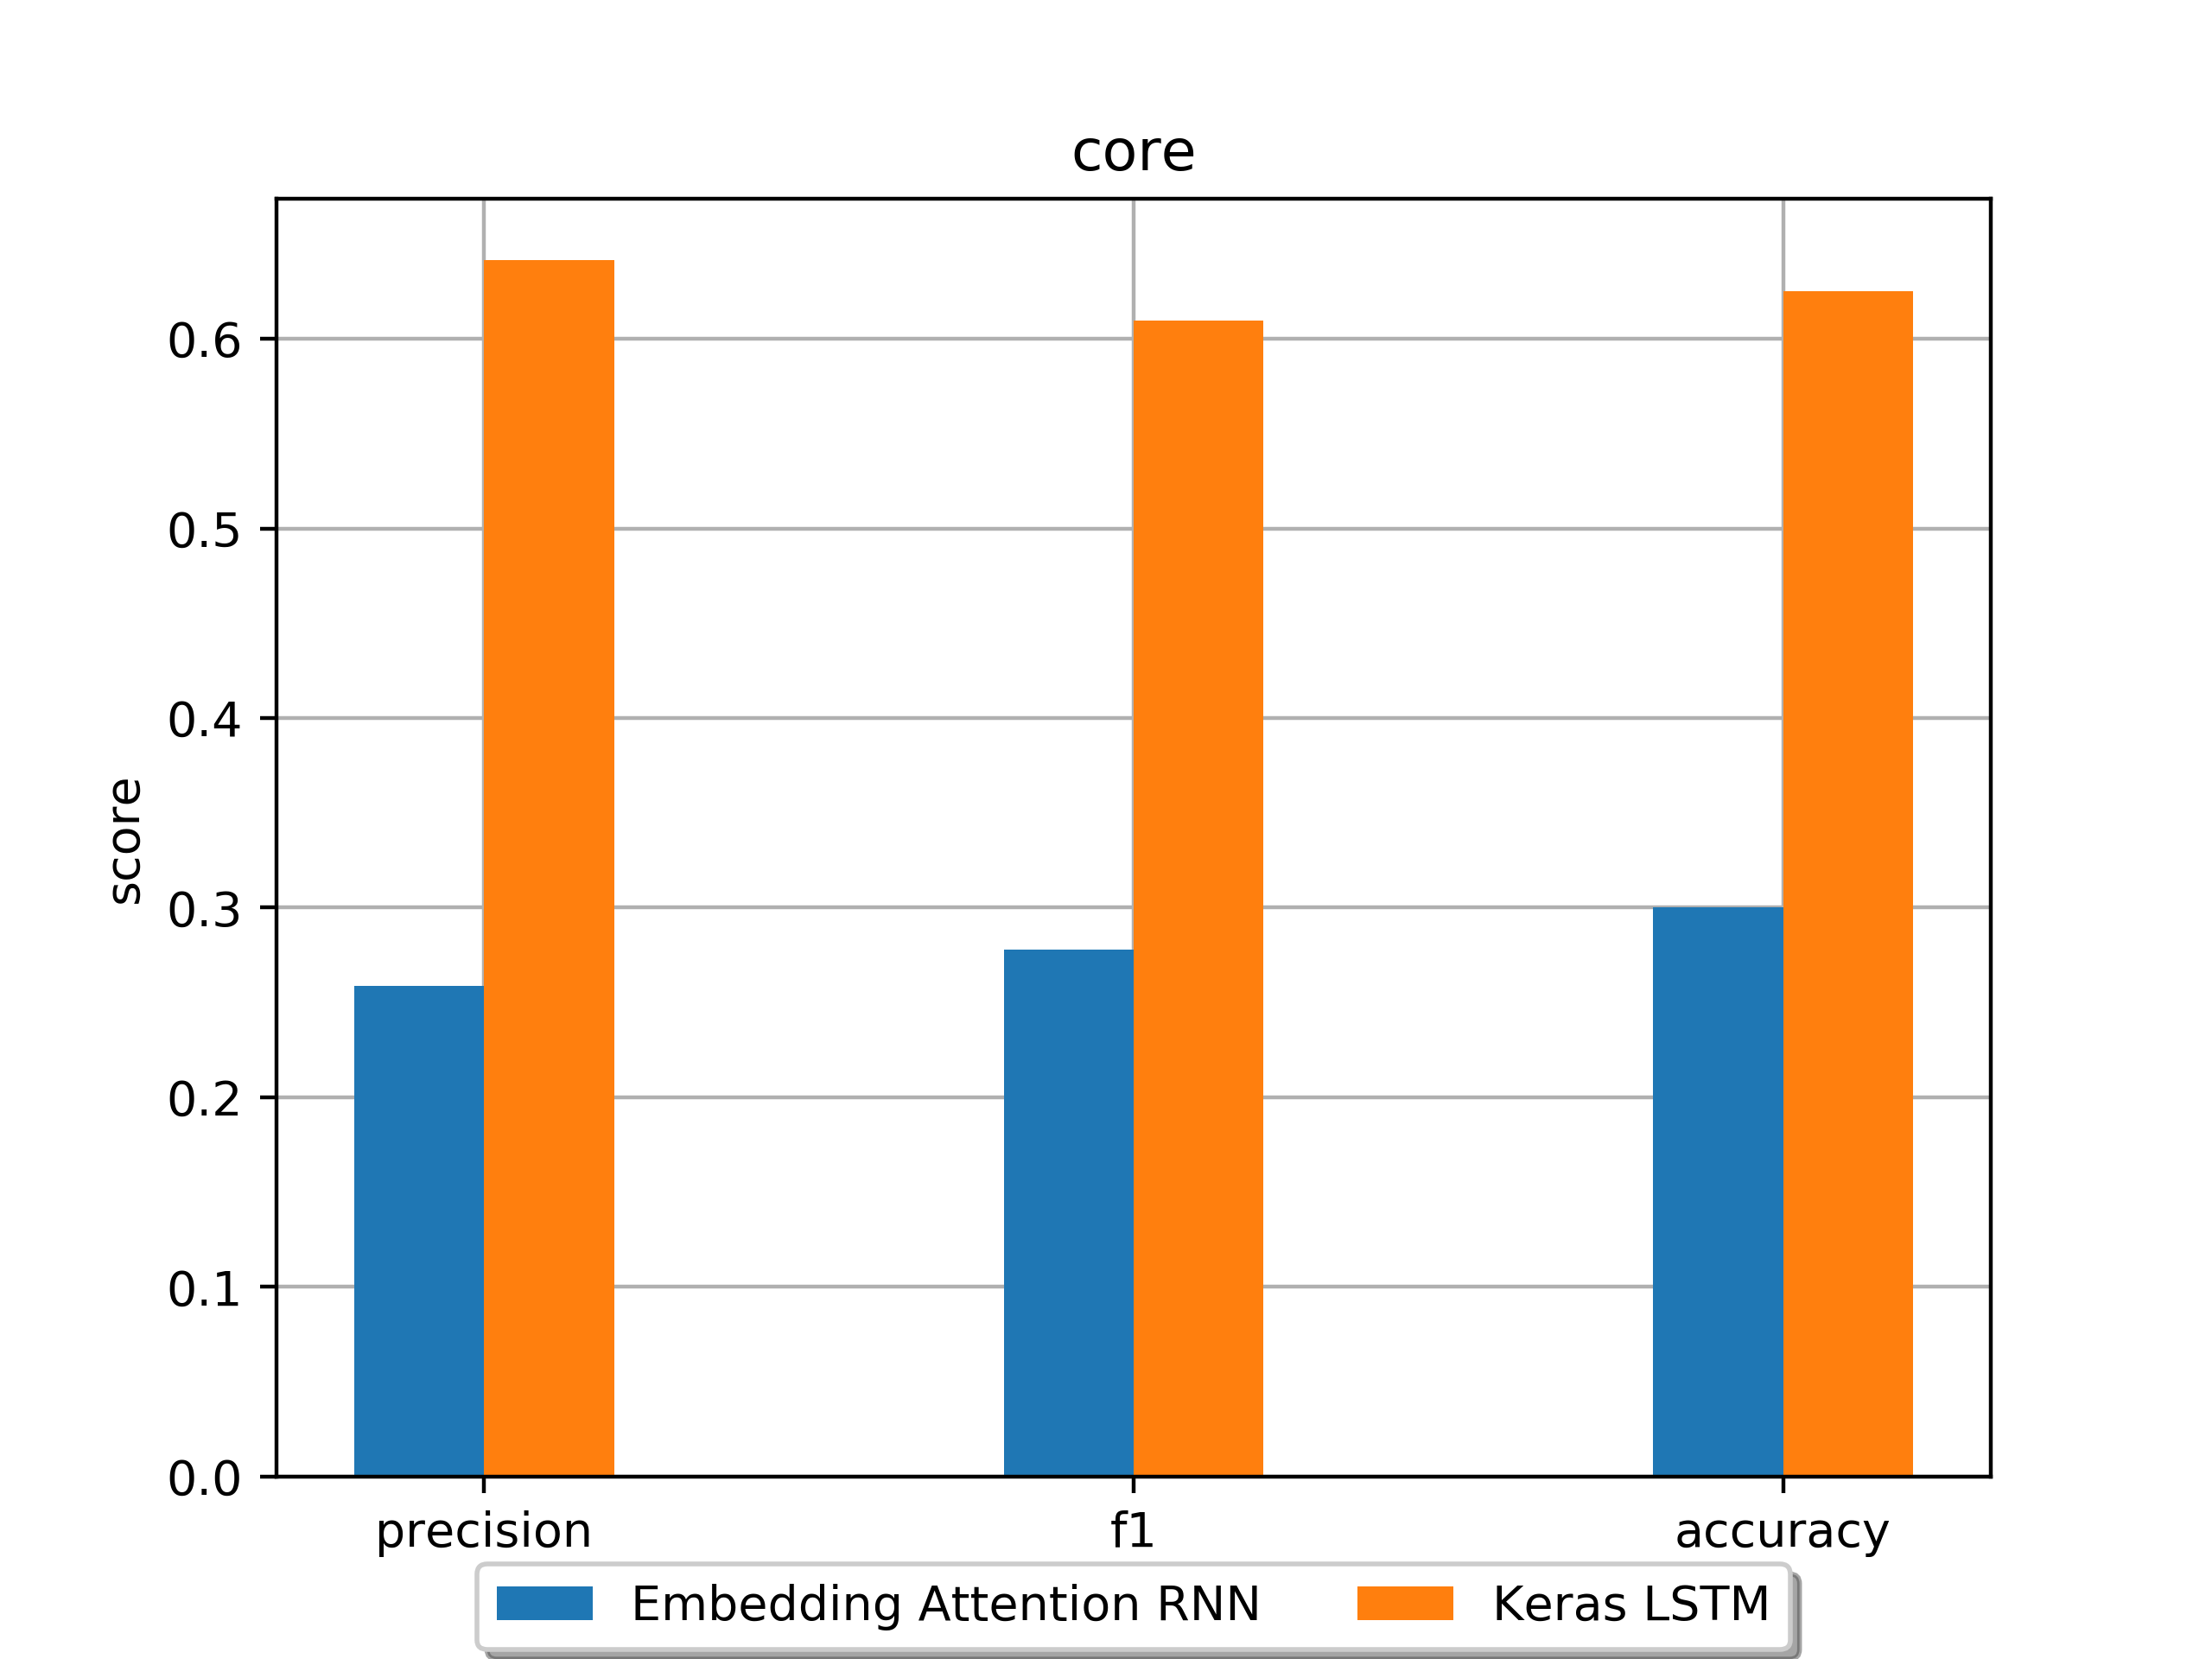 core
score
0.6
0.5
0.4
0.3
0.2
0.1
0.0
precision f1 accuracy
Embedding Attention RNN Keras LSTM